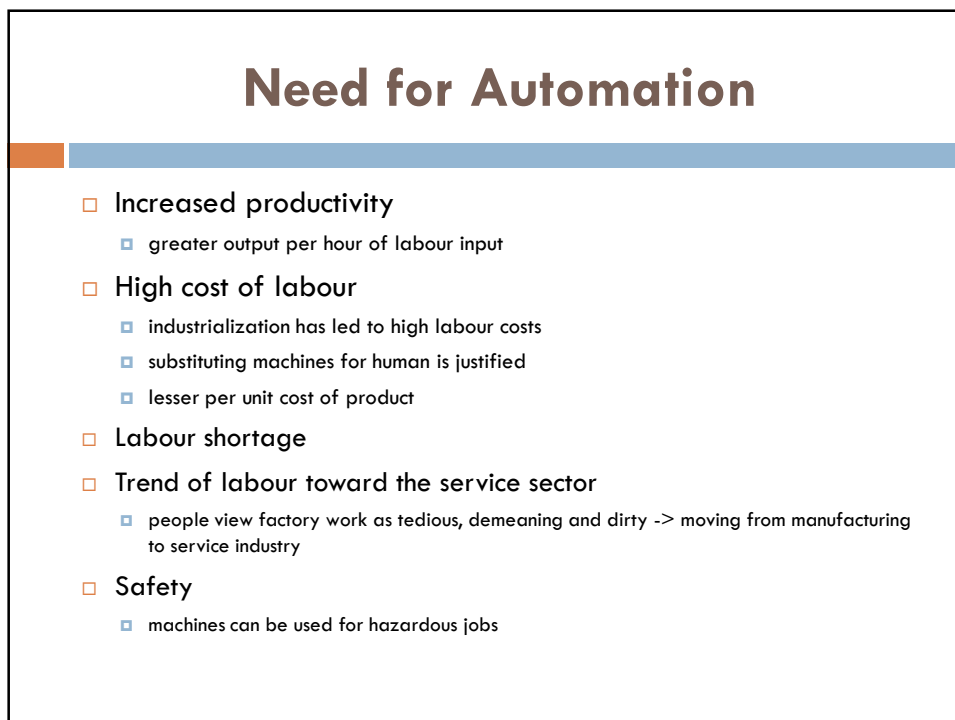 Need for Automation
Increased productivity
greater output per hour of labour input
High cost of labour
industrialization has led to high labour costs
substituting machines for human is justified
lesser per unit cost of product
Labour shortage
Trend of labour toward the service sector
people view factory work as tedious, demeaning and dirty -> moving from manufacturing
to service industry
Safety
machines can be used for hazardous jobs